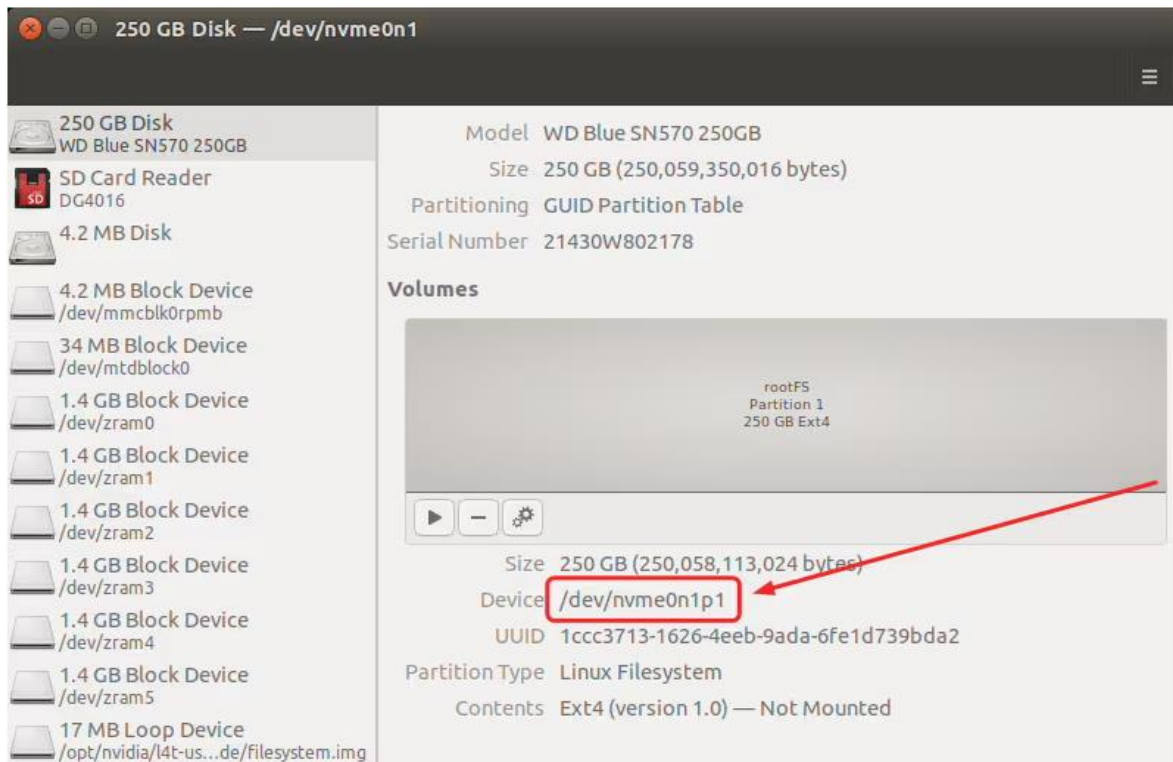 250 GB Disk — /dev/nvme0n1
250 GB Disk
WD Blue SN570 250GB
SD Card Reader
DG4016
4.2 MB Disk
4.2 MB Block Device
/dev/mmcblk0rpmb
34 MB Block Device
/dev/mtdblock0
1.4 GB Block Device
/dev/zram0
1.4 GB Block Device
/dev/zram1
1.4 GB Block Device
/dev/zram2
1.4 GB Block Device
/dev/zram3
1.4 GB Block Device
/dev/zram4
1.4 GB Block Device
/dev/zram5
17 MB Loop Device
/opt/nvidia/l4t-us...de/filesystem.img
Model WD Blue SN570 250GB
Size 250 GB (250,059,350,016 bytes)
Partitioning GUID Partition Table
Serial Number 21430W802178
Volumes
rootFS
Partition 1
250 GB Ext4
Size 250 GB (250,058,113,024 bytes)
Device /dev/nvme0n1p1
UUID 1ccc3713-1626-4eeb-9ada-6fe1d739bda2
Partition Type Linux Filesystem
Contents Ext4 (version 1.0) — Not Mounted
SD